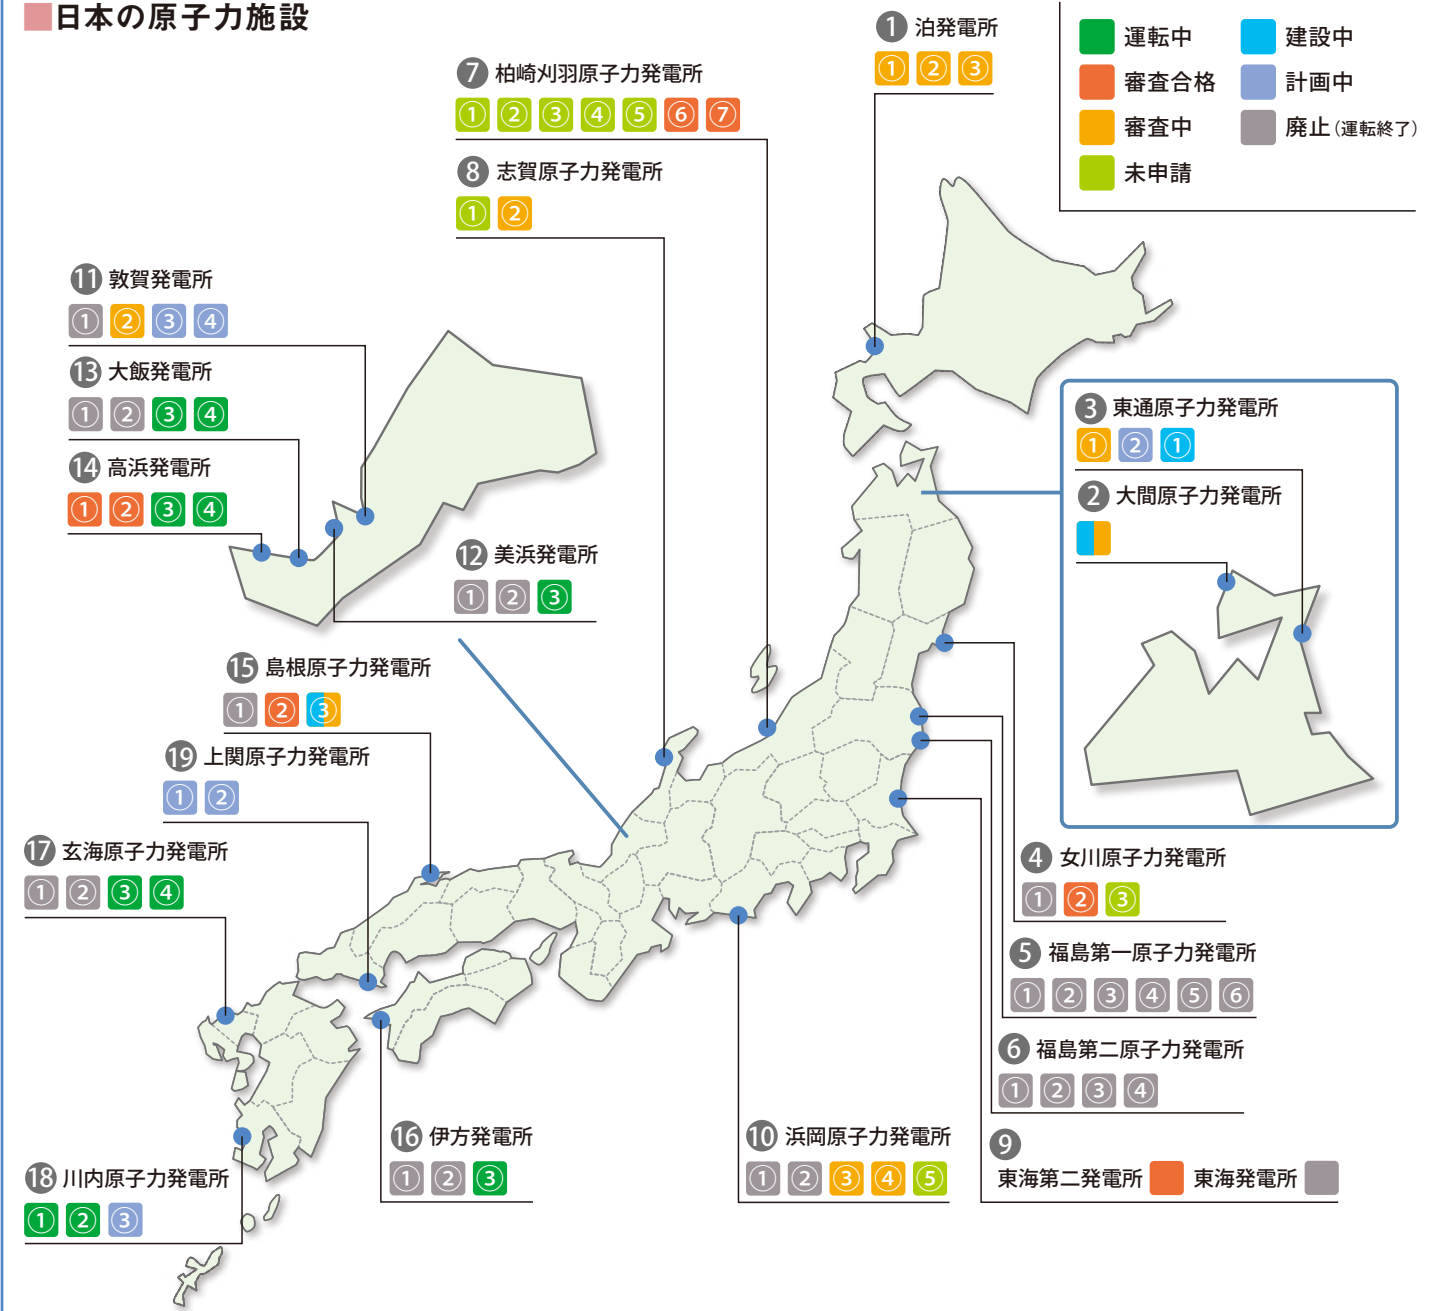 日本の原子力施設
運転中
建設中
審査合格
計画中
審査中
廃止(運転終了)
未申請
1 泊発電所
① ② ③
7 柏崎刈羽原子力発電所
① ② ③ ④ ⑤ ⑥ ⑦
8 志賀原子力発電所
① ②
11 敦賀発電所
① ② ③ ④
13 大飯発電所
① ② ③ ④
14 高浜発電所
① ② ③ ④
12 美浜発電所
① ② ③
3 東通原子力発電所
① ② ①
2 大間原子力発電所
15 島根原子力発電所
① ② ③
19 上関原子力発電所
① ②
17 玄海原子力発電所
① ② ③ ④
4 女川原子力発電所
① ② ③
5 福島第一原子力発電所
① ② ③ ④ ⑤ ⑥
6 福島第二原子力発電所
① ② ③ ④
9
東海第二発電所 東海発電所
10 浜岡原子力発電所
① ② ③ ④ ⑤
16 伊方発電所
① ② ③
18 川内原子力発電所
① ② ③